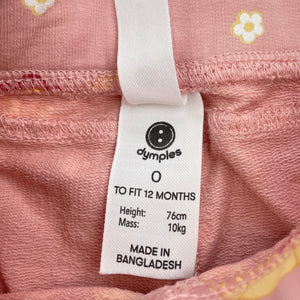 dymples
0
TO FIT 12 MONTHS
Height: 76cm
Mass: 10kg
MADE IN
BANGLADESH